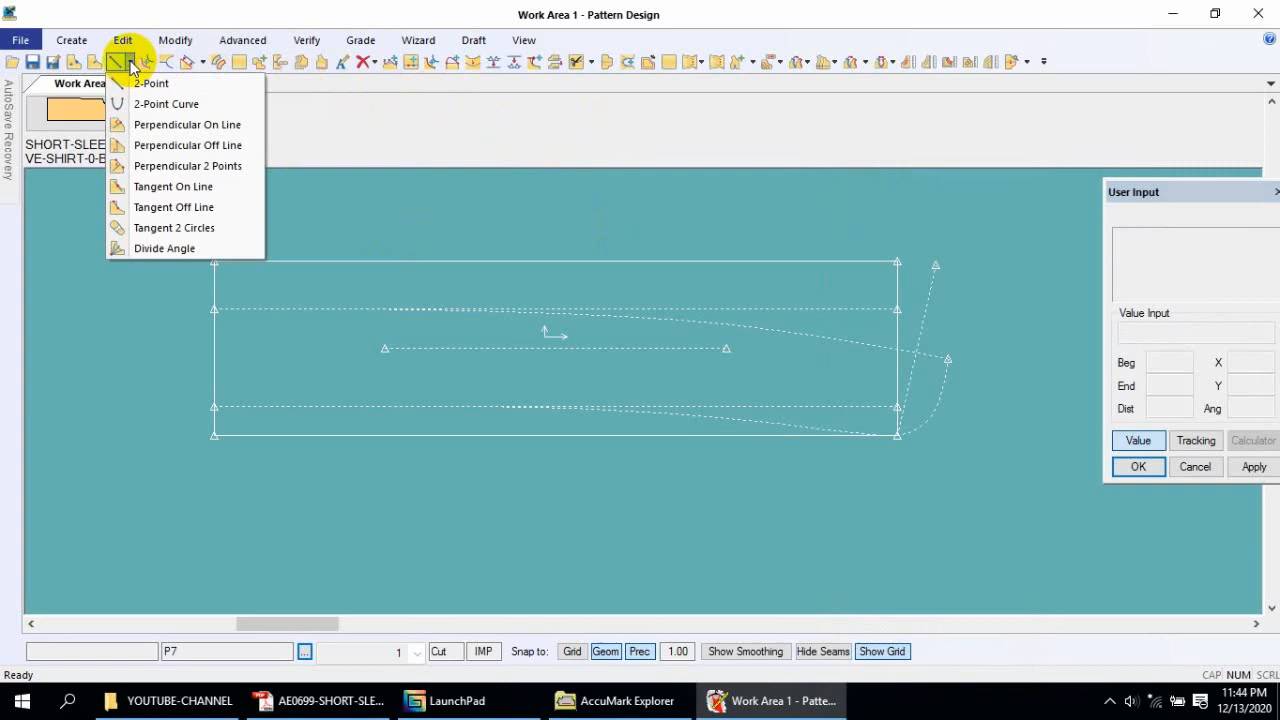 Work Area 1 - Pattern Design
File Create Edit Modify Advanced Verify Grade Wizard Draft View
Work Area
AutoSave Recovery
2-Point
2-Point Curve
Perpendicular On Line
Perpendicular Off Line
Perpendicular 2 Points
Tangent On Line
Tangent Off Line
Tangent 2 Circles
Divide Angle
SHORT-SLEE
VE-SHIRT-0-B
User Input
Value Input
Beg X
End Y
Dist Ang
Value Tracking Calculator
OK Cancel Apply
P7 ... 1 Cut IMP Snap to: Grid Geom Prec 1.00 Show Smoothing Hide Seams Show Grid
Ready CAP NUM SCRL
YOUTUBE-CHANNEL AE0699-SHORT-SLE... LaunchPad AccuMark Explorer Work Area 1 - Patte...
11:44 PM
12/13/2020